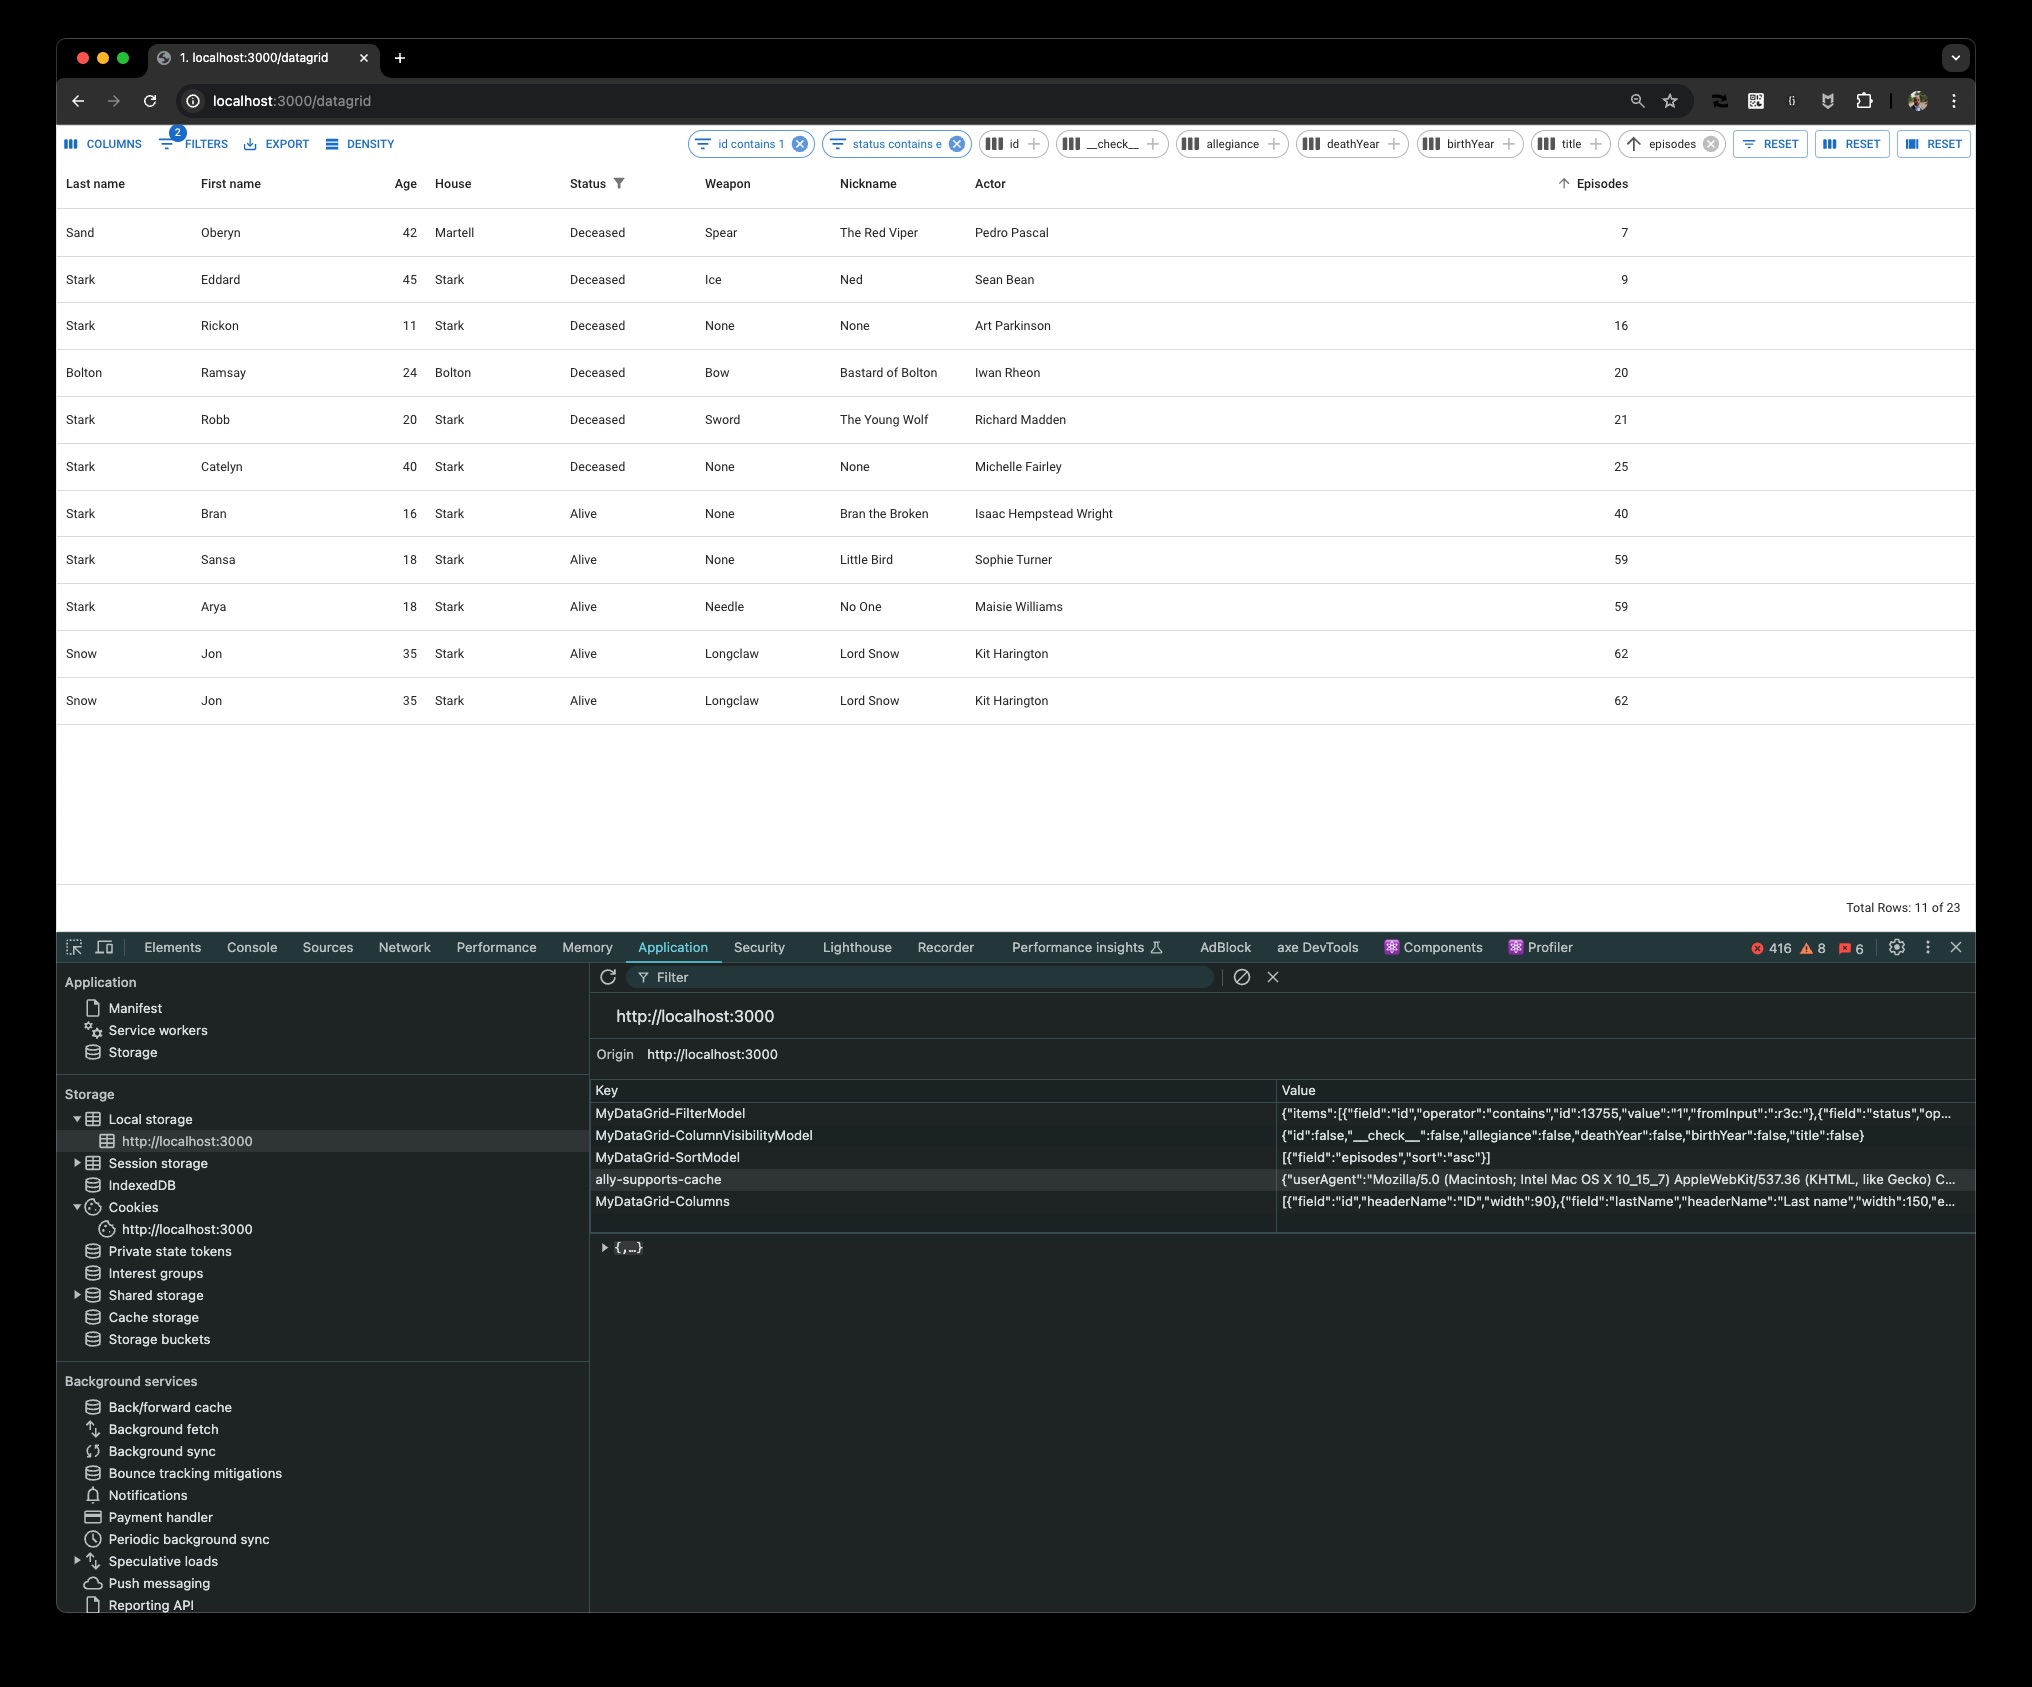 1. localhost:3000/datagrid
localhost:3000/datagrid
COLUMNS 2 FILTERS EXPORT DENSITY id contains 1 status contains e id __check__ allegiance deathYear birthYear title episodes RESET RESET RESET
Last name First name Age House Status Weapon Nickname Actor Episodes
Sand Oberyn 42 Martell Deceased Spear The Red Viper Pedro Pascal 7
Stark Eddard 45 Stark Deceased Ice Ned Sean Bean 9
Stark Rickon 11 Stark Deceased None None Art Parkinson 16
Bolton Ramsay 24 Bolton Deceased Bow Bastard of Bolton Iwan Rheon 20
Stark Robb 20 Stark Deceased Sword The Young Wolf Richard Madden 21
Stark Catelyn 40 Stark Deceased None None Michelle Fairley 25
Stark Bran 16 Stark Alive None Bran the Broken Isaac Hempstead Wright 40
Stark Sansa 18 Stark Alive None Little Bird Sophie Turner 59
Stark Arya 18 Stark Alive Needle No One Maisie Williams 59
Snow Jon 35 Stark Alive Longclaw Lord Snow Kit Harington 62
Snow Jon 35 Stark Alive Longclaw Lord Snow Kit Harington 62
Total Rows: 11 of 23
Elements Console Sources Network Performance Memory Application Security Lighthouse Recorder Performance insights AdBlock axe DevTools Components Profiler 416 8 6
Application
Manifest
Service workers
Storage
Storage
Local storage
http://localhost:3000
Session storage
IndexedDB
Cookies
http://localhost:3000
Private state tokens
Interest groups
Shared storage
Cache storage
Storage buckets
Background services
Back/forward cache
Background fetch
Background sync
Bounce tracking mitigations
Notifications
Payment handler
Periodic background sync
Speculative loads
Push messaging
Reporting API
Filter
http://localhost:3000
Origin http://localhost:3000
Key Value
MyDataGrid-FilterModel {"items":[{"field":"id","operator":"contains","id":13755,"value":"1","fromInput":":r3c:"},{"field":"status","op...
MyDataGrid-ColumnVisibilityModel {"id":false,"__check__":false,"allegiance":false,"deathYear":false,"birthYear":false,"title":false}
MyDataGrid-SortModel [{"field":"episodes","sort":"asc"}]
ally-supports-cache {"userAgent":"Mozilla/5.0 (Macintosh; Intel Mac OS X 10_15_7) AppleWebKit/537.36 (KHTML, like Gecko) C...
MyDataGrid-Columns [{"field":"id","headerName":"ID","width":90},{"field":"lastName","headerName":"Last name","width":150,"e...
{,…}